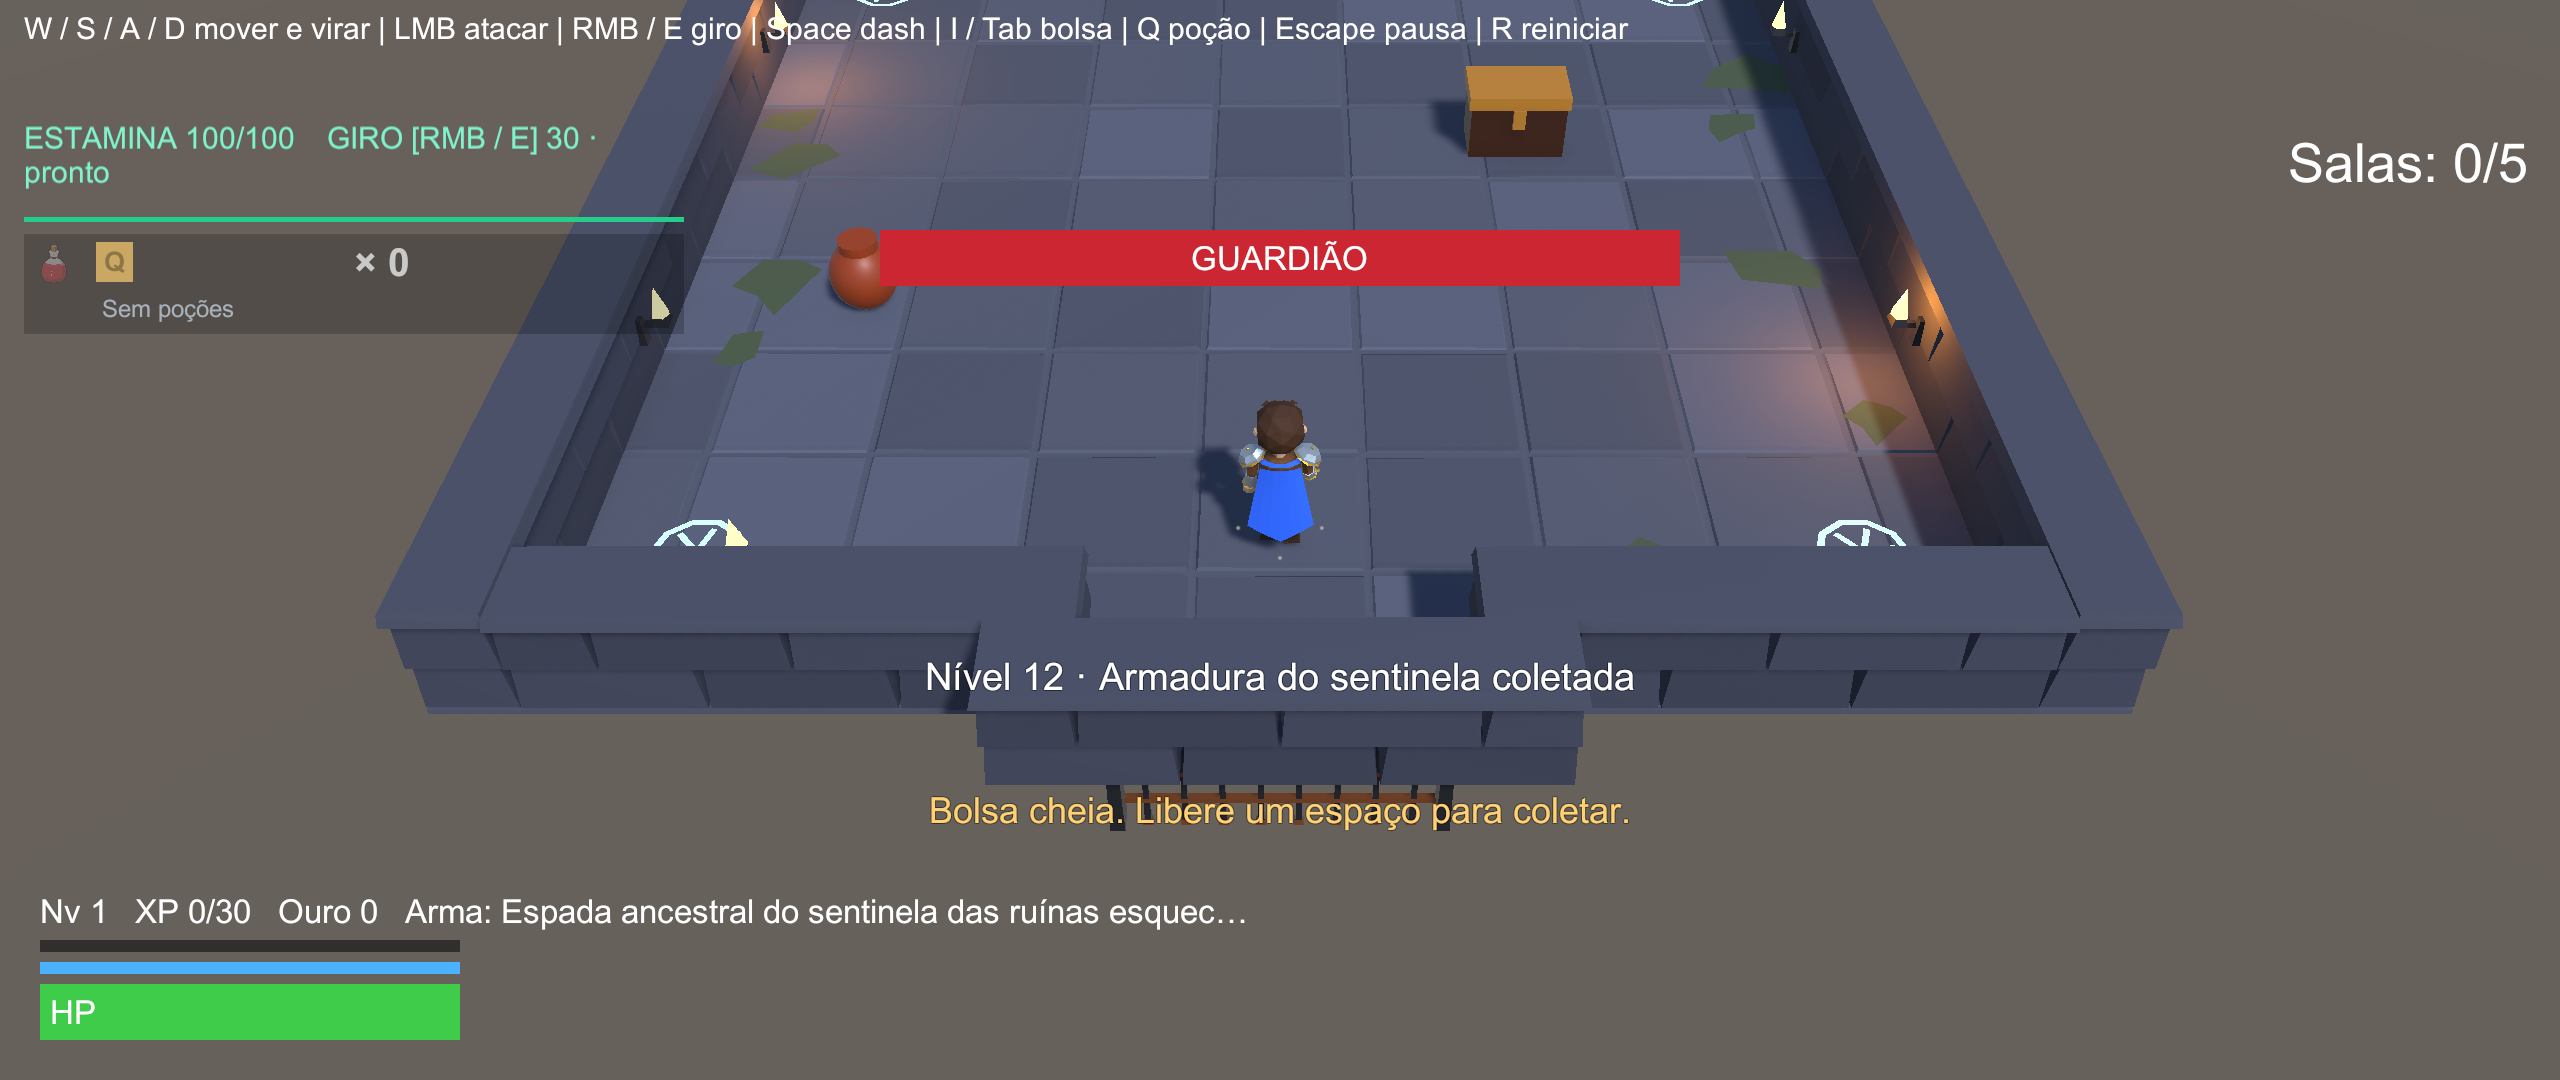 W / S / A / D mover e virar | LMB atacar | RMB / E giro | Space dash | I / Tab bolsa | Q poção | Escape pausa | R reiniciar
ESTAMINA 100/100 GIRO [RMB / E] 30 ·
pronto
Salas: 0/5
Q × 0
Sem poções
GUARDIÃO
Nível 12 · Armadura do sentinela coletada
Bolsa cheia. Libere um espaço para coletar.
Nv 1 XP 0/30 Ouro 0 Arma: Espada ancestral do sentinela das ruínas esquec…
HP